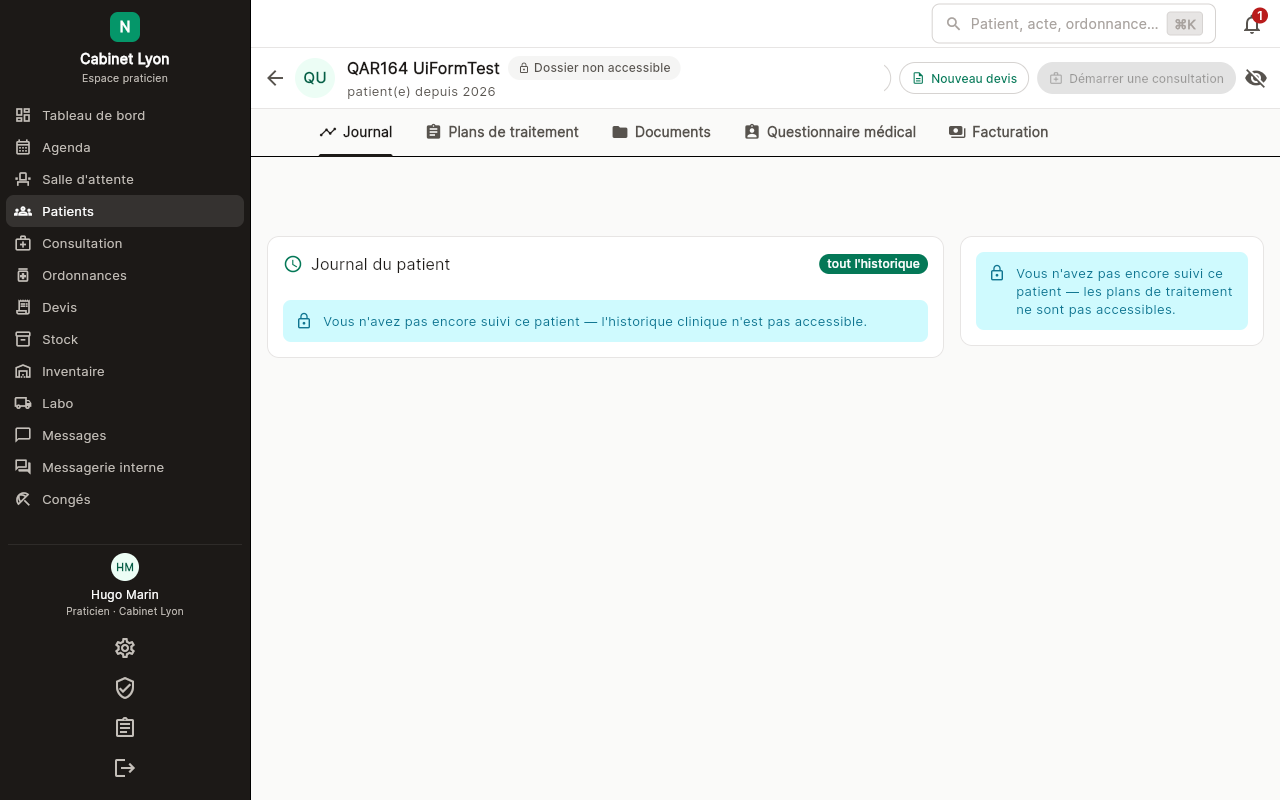 N
Cabinet Lyon
Espace praticien
Tableau de bord
Agenda
Salle d'attente
Patients
Consultation
Ordonnances
Devis
Stock
Inventaire
Labo
Messages
Messagerie interne
Congés
HM
Hugo Marin
Praticien · Cabinet Lyon
Patient, acte, ordonnance... ⌘K
1
QU
QAR164 UiFormTest
Dossier non accessible
patient(e) depuis 2026
Nouveau devis
Démarrer une consultation
Journal
Plans de traitement
Documents
Questionnaire médical
Facturation
Journal du patient
tout l'historique
Vous n'avez pas encore suivi ce patient — l'historique clinique n'est pas accessible.
Vous n'avez pas encore suivi ce
patient — les plans de traitement
ne sont pas accessibles.